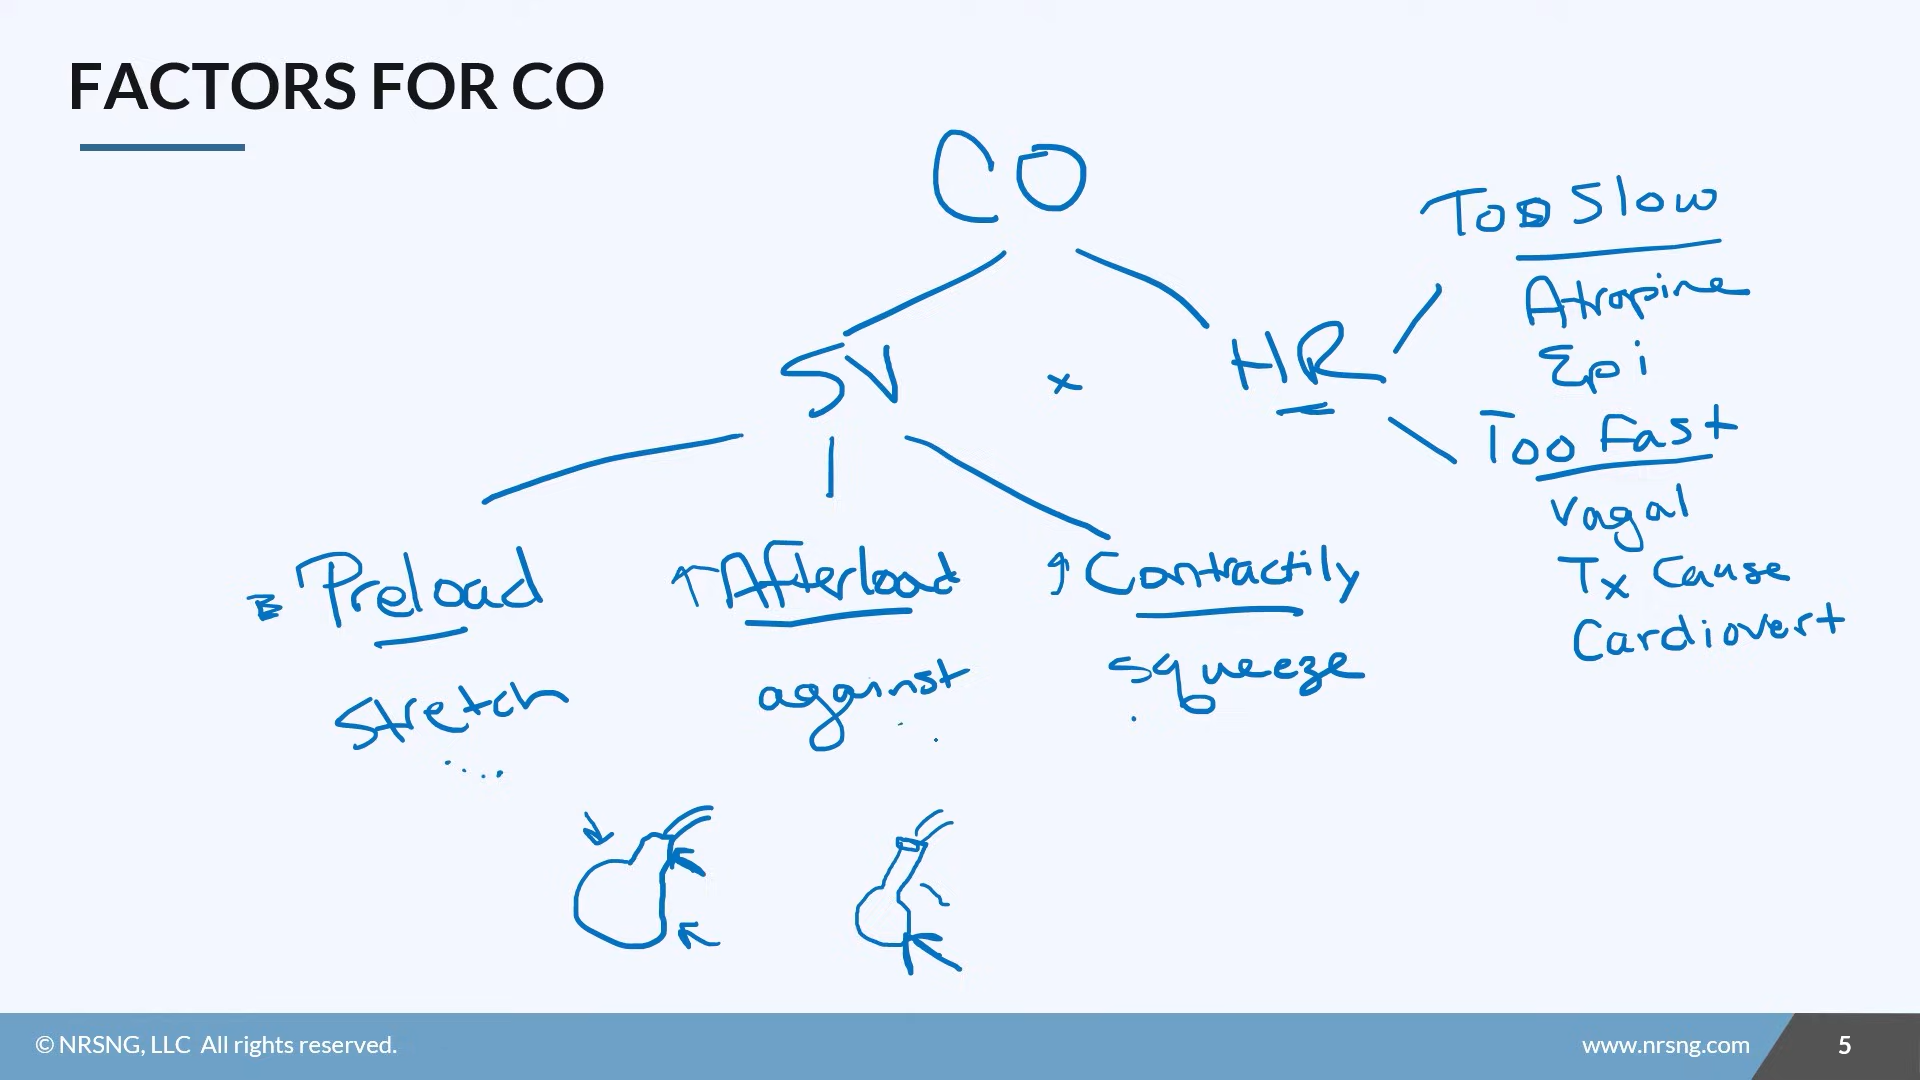 FACTORS FOR CO
CO
SV x HR
Too Slow
Atropine
Epi
Too Fast
Vagal
Tx Cause
Cardiovert
Preload ↑ Afterload ↑ Contractily
stretch against squeeze
© NRSNG, LLC All rights reserved.
www.nrsng.com
5